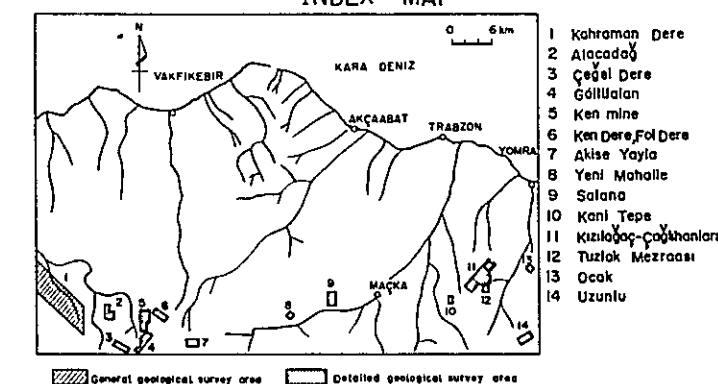 INDEX MAP
N
0 6 km
KARA DENIZ
VAKFIKEBIR
AKÇAABAT
TRABZON
YOMRA
MAÇKA
1
2
3
4
5
6
7
8
9
10
11
12
13
14
1 Kahraman Dere
2 Alacadağ
3 Çeğel Dere
4 Göllüalan
5 Ken mine
6 Ken Dere, Fol Dere
7 Akise Yayla
8 Yeni Mahalle
9 Salana
10 Kani Tepe
11 Kızılağaç-Çağkhanları
12 Tuzlak Mezraası
13 Ocak
14 Uzunlu
General geological survey area
Detailed geological survey area